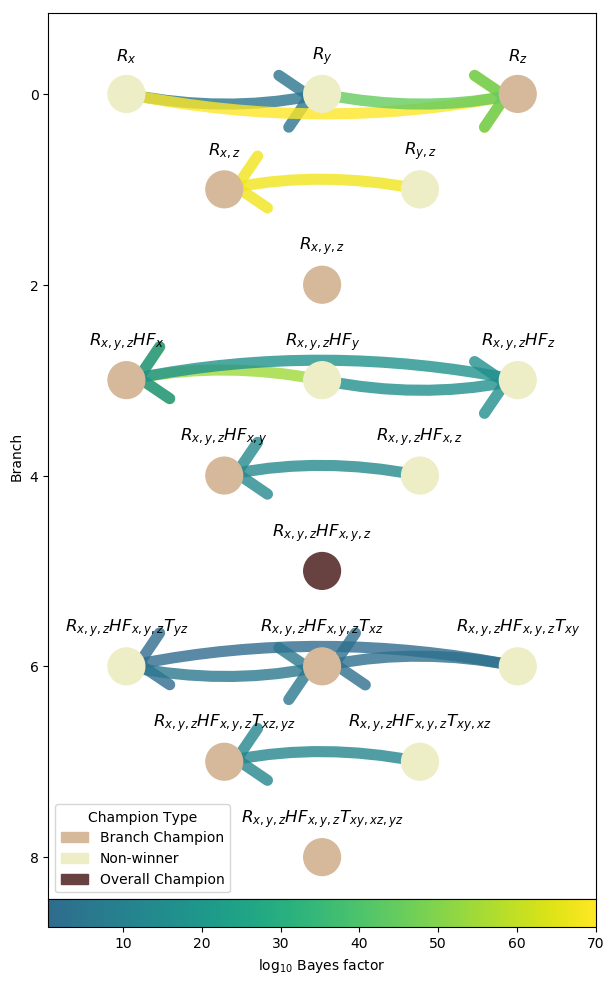 R_x R_y R_z
0
R_{x,z} R_{y,z}
R_{x,y,z}
2
R_{x,y,z}HF_x R_{x,y,z}HF_y R_{x,y,z}HF_z
R_{x,y,z}HF_{x,y} R_{x,y,z}HF_{x,z}
4
Branch
R_{x,y,z}HF_{x,y,z}
R_{x,y,z}HF_{x,y,z}T_{yz} R_{x,y,z}HF_{x,y,z}T_{xz} R_{x,y,z}HF_{x,y,z}T_{xy}
6
R_{x,y,z}HF_{x,y,z}T_{xz,yz} R_{x,y,z}HF_{x,y,z}T_{xy,xz}
R_{x,y,z}HF_{x,y,z}T_{xy,xz,yz}
8
Champion Type
Branch Champion
Non-winner
Overall Champion
10 20 30 40 50 60 70
log_{10} Bayes factor